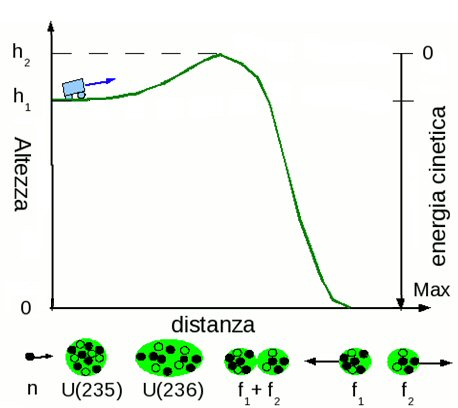 h₂
h₁
Altezza
0
0
energia cinetica
Max
distanza
n U(235) U(236) f₁+ f₂ f₁ f₂